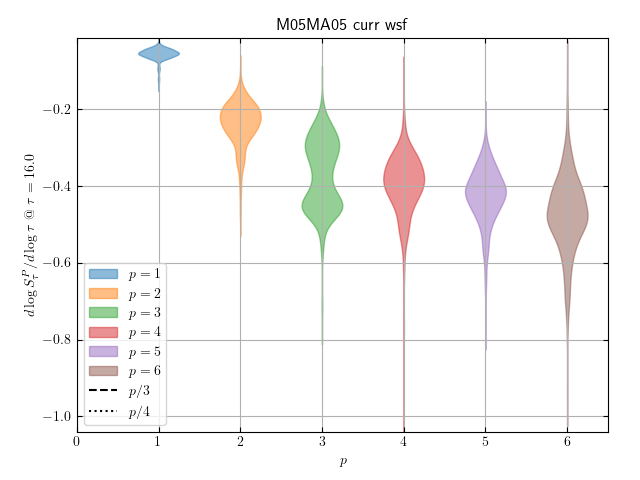 M05MA05 curr wsf
d log S_τ^P / d log τ @ τ = 16.0
−0.2
−0.4
−0.6
−0.8
−1.0
p = 1
p = 2
p = 3
p = 4
p = 5
p = 6
p/3
p/4
0 1 2 3 4 5 6
p